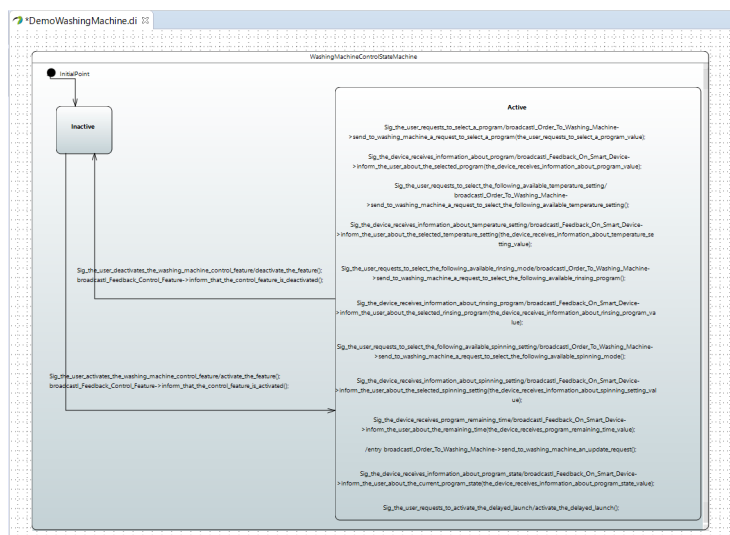 *DemoWashingMachine.di
WashingMachineControlStateMachine
InitialPoint
Inactive
Active
Sig_the_user_requests_to_select_a_program/broadcastI_Order_To_Washing_Machine-
>send_to_washing_machine_a_request_to_select_a_program(the_user_requests_to_select_a_program_value);
Sig_the_device_receives_information_about_program/broadcastI_Feedback_On_Smart_Device-
>inform_the_user_about_the_selected_program(the_device_receives_information_about_program_value);
Sig_the_user_requests_to_select_the_following_available_temperature_setting/
broadcastI_Order_To_Washing_Machine-
>send_to_washing_machine_a_request_to_select_the_following_available_temperature_setting();
Sig_the_device_receives_information_about_temperature_setting/broadcastI_Feedback_On_Smart_Device-
>inform_the_user_about_the_selected_temperature_setting(the_device_receives_information_about_temperature_se
tting_value);
Sig_the_user_requests_to_select_the_following_available_rinsing_mode/broadcastI_Order_To_Washing_Machine-
>send_to_washing_machine_a_request_to_select_the_following_available_rinsing_program();
Sig_the_device_receives_information_about_rinsing_program/broadcastI_Feedback_On_Smart_Device-
>inform_the_user_about_the_selected_rinsing_program(the_device_receives_information_about_rinsing_program_va
lue);
Sig_the_user_requests_to_select_the_following_available_spinning_setting/broadcastI_Order_To_Washing_Machine-
>send_to_washing_machine_a_request_to_select_the_following_available_spinning_mode();
Sig_the_device_receives_information_about_spinning_setting/broadcastI_Feedback_On_Smart_Device-
>inform_the_user_about_the_selected_spinning_setting(the_device_receives_information_about_spinning_setting_val
ue);
Sig_the_device_receives_program_remaining_time/broadcastI_Feedback_On_Smart_Device-
>inform_the_user_about_the_remaining_time(the_device_receives_program_remaining_time_value);
/entry broadcastI_Order_To_Washing_Machine->send_to_washing_machine_an_update_request();
Sig_the_device_receives_information_about_program_state/broadcastI_Feedback_On_Smart_Device-
>inform_the_user_about_the_current_program_state(the_device_receives_information_about_program_state_value);
Sig_the_user_requests_to_activate_the_delayed_launch/activate_the_delayed_launch();
Sig_the_user_deactivates_the_washing_machine_control_feature/deactivate_the_feature();
broadcastI_Feedback_Control_Feature->inform_that_the_control_feature_is_deactivated();
Sig_the_user_activates_the_washing_machine_control_feature/activate_the_feature();
broadcastI_Feedback_Control_Feature->inform_that_the_control_feature_is_activated();